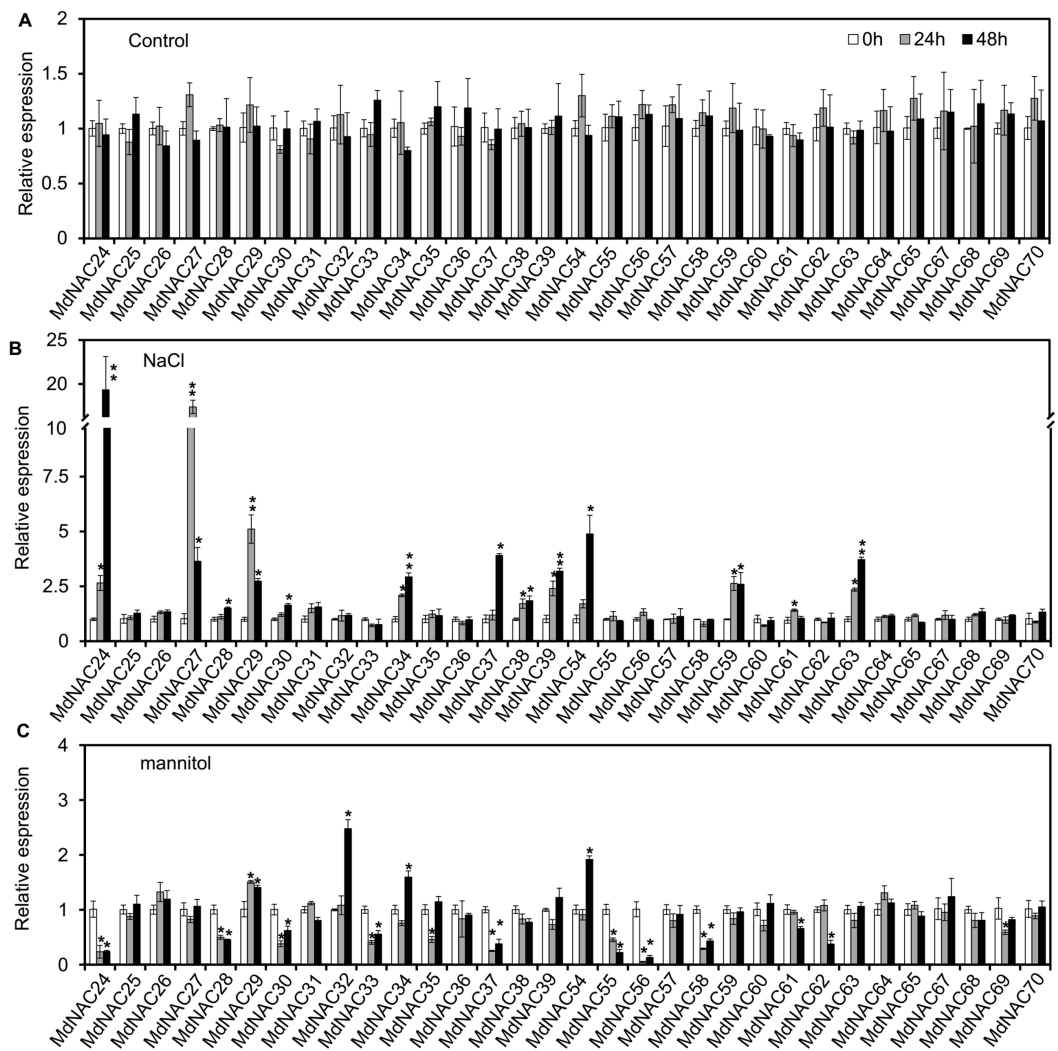 A
Control
0h 24h 48h
Relative espression
2
1.5
1
0.5
0
MdNAC24 MdNAC25 MdNAC26 MdNAC27 MdNAC28 MdNAC29 MdNAC30 MdNAC31 MdNAC32 MdNAC33 MdNAC34 MdNAC35 MdNAC36 MdNAC37 MdNAC38 MdNAC39 MdNAC54 MdNAC55 MdNAC56 MdNAC57 MdNAC58 MdNAC59 MdNAC60 MdNAC61 MdNAC62 MdNAC63 MdNAC64 MdNAC65 MdNAC67 MdNAC68 MdNAC69 MdNAC70
B
NaCl
Relative espression
25
20
10
7.5
5
2.5
0
MdNAC24 MdNAC25 MdNAC26 MdNAC27 MdNAC28 MdNAC29 MdNAC30 MdNAC31 MdNAC32 MdNAC33 MdNAC34 MdNAC35 MdNAC36 MdNAC37 MdNAC38 MdNAC39 MdNAC54 MdNAC55 MdNAC56 MdNAC57 MdNAC58 MdNAC59 MdNAC60 MdNAC61 MdNAC62 MdNAC63 MdNAC64 MdNAC65 MdNAC67 MdNAC68 MdNAC69 MdNAC70
C
mannitol
Relative espression
4
3
2
1
0
MdNAC24 MdNAC25 MdNAC26 MdNAC27 MdNAC28 MdNAC29 MdNAC30 MdNAC31 MdNAC32 MdNAC33 MdNAC34 MdNAC35 MdNAC36 MdNAC37 MdNAC38 MdNAC39 MdNAC54 MdNAC55 MdNAC56 MdNAC57 MdNAC58 MdNAC59 MdNAC60 MdNAC61 MdNAC62 MdNAC63 MdNAC64 MdNAC65 MdNAC67 MdNAC68 MdNAC69 MdNAC70